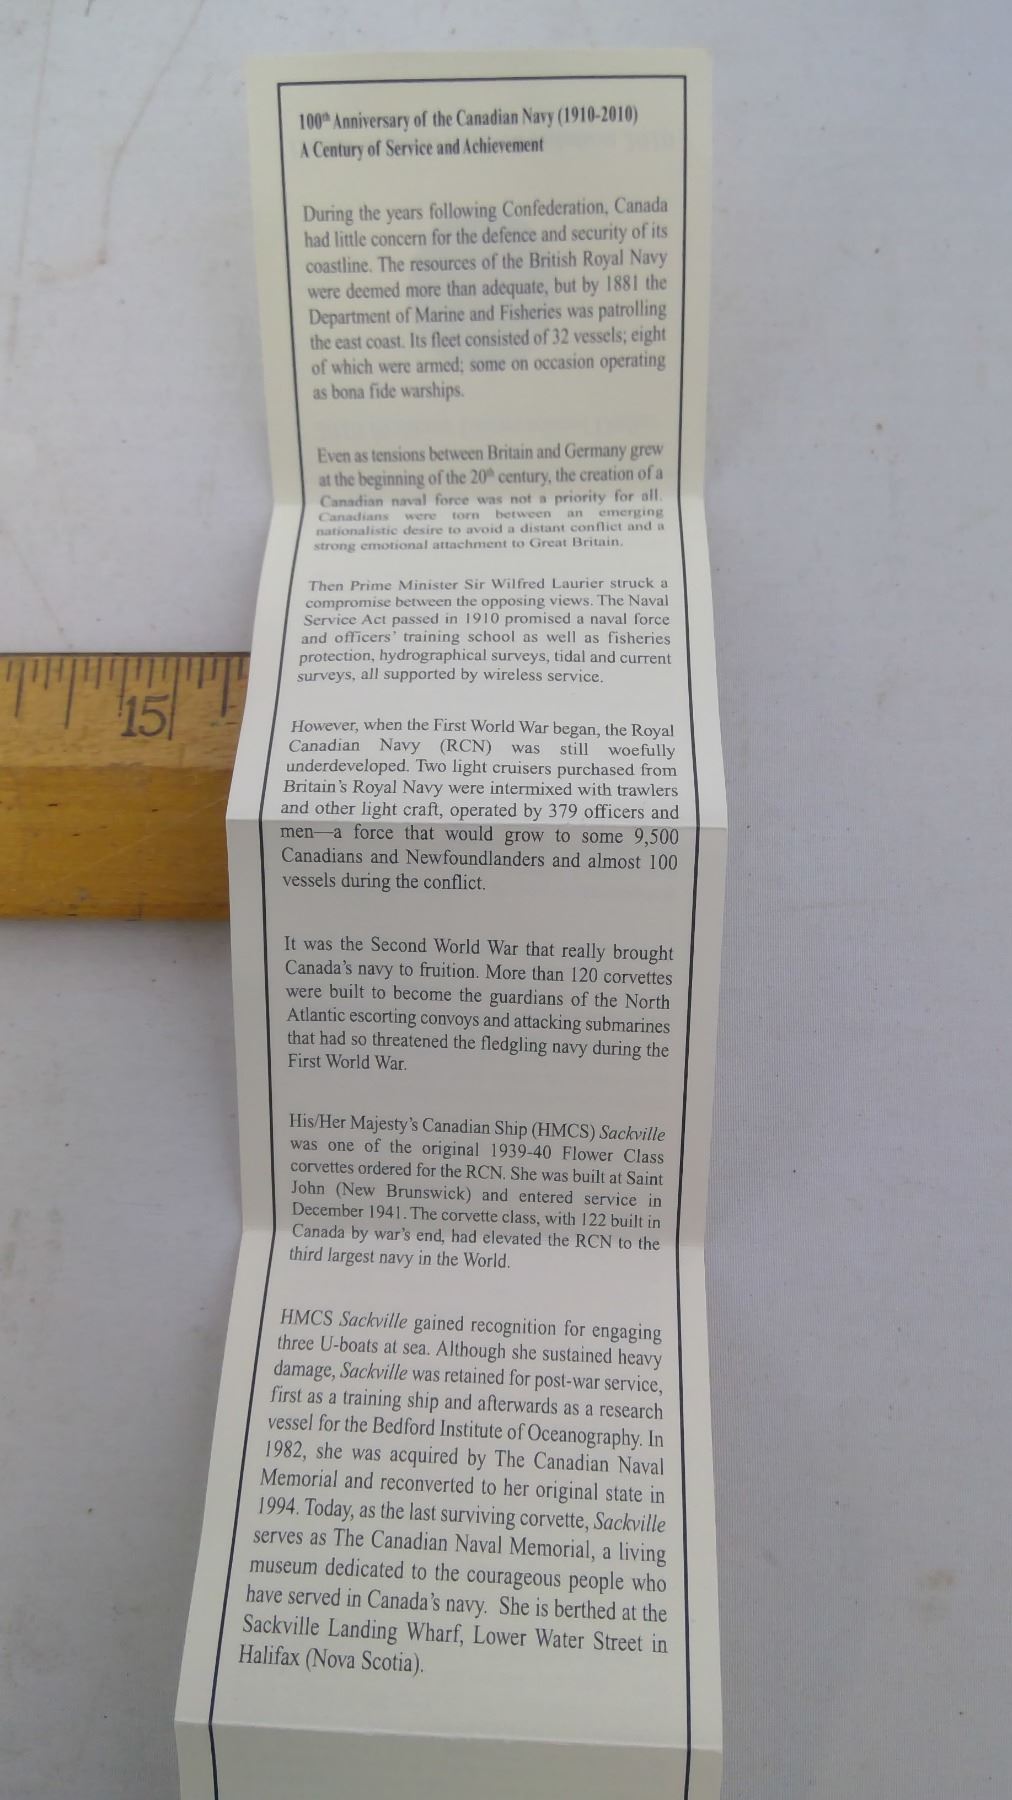 100th Anniversary of the Canadian Navy (1910-2010)
A Century of Service and Achievement
During the years following Confederation, Canada
had little concern for the defence and security of its
coastline. The resources of the British Royal Navy
were deemed more than adequate, but by 1881 the
Department of Marine and Fisheries was patrolling
the east coast. Its fleet consisted of 32 vessels; eight
of which were armed; some on occasion operating
as bona fide warships.
Even as tensions between Britain and Germany grew
at the beginning of the 20th century, the creation of a
Canadian naval force was not a priority for all.
Canadians were torn between an emerging
nationalistic desire to avoid a distant conflict and a
strong emotional attachment to Great Britain.
Then Prime Minister Sir Wilfred Laurier struck a
compromise between the opposing views. The Naval
Service Act passed in 1910 promised a naval force
and officers' training school as well as fisheries
protection, hydrographical surveys, tidal and current
surveys, all supported by wireless service.
However, when the First World War began, the Royal
Canadian Navy (RCN) was still woefully
underdeveloped. Two light cruisers purchased from
Britain's Royal Navy were intermixed with trawlers
and other light craft, operated by 379 officers and
men—a force that would grow to some 9,500
Canadians and Newfoundlanders and almost 100
vessels during the conflict.
15
It was the Second World War that really brought
Canada's navy to fruition. More than 120 corvettes
were built to become the guardians of the North
Atlantic escorting convoys and attacking submarines
that had so threatened the fledgling navy during the
First World War.
His/Her Majesty's Canadian Ship (HMCS) Sackville
was one of the original 1939-40 Flower Class
corvettes ordered for the RCN. She was built at Saint
John (New Brunswick) and entered service in
December 1941. The corvette class, with 122 built in
Canada by war's end, had elevated the RCN to the
third largest navy in the World.
HMCS Sackville gained recognition for engaging
three U-boats at sea. Although she sustained heavy
damage, Sackville was retained for post-war service,
first as a training ship and afterwards as a research
vessel for the Bedford Institute of Oceanography. In
1982, she was acquired by The Canadian Naval
Memorial and reconverted to her original state in
1994. Today, as the last surviving corvette, Sackville
serves as The Canadian Naval Memorial, a living
museum dedicated to the courageous people who
have served in Canada's navy. She is berthed at the
Sackville Landing Wharf, Lower Water Street in
Halifax (Nova Scotia).